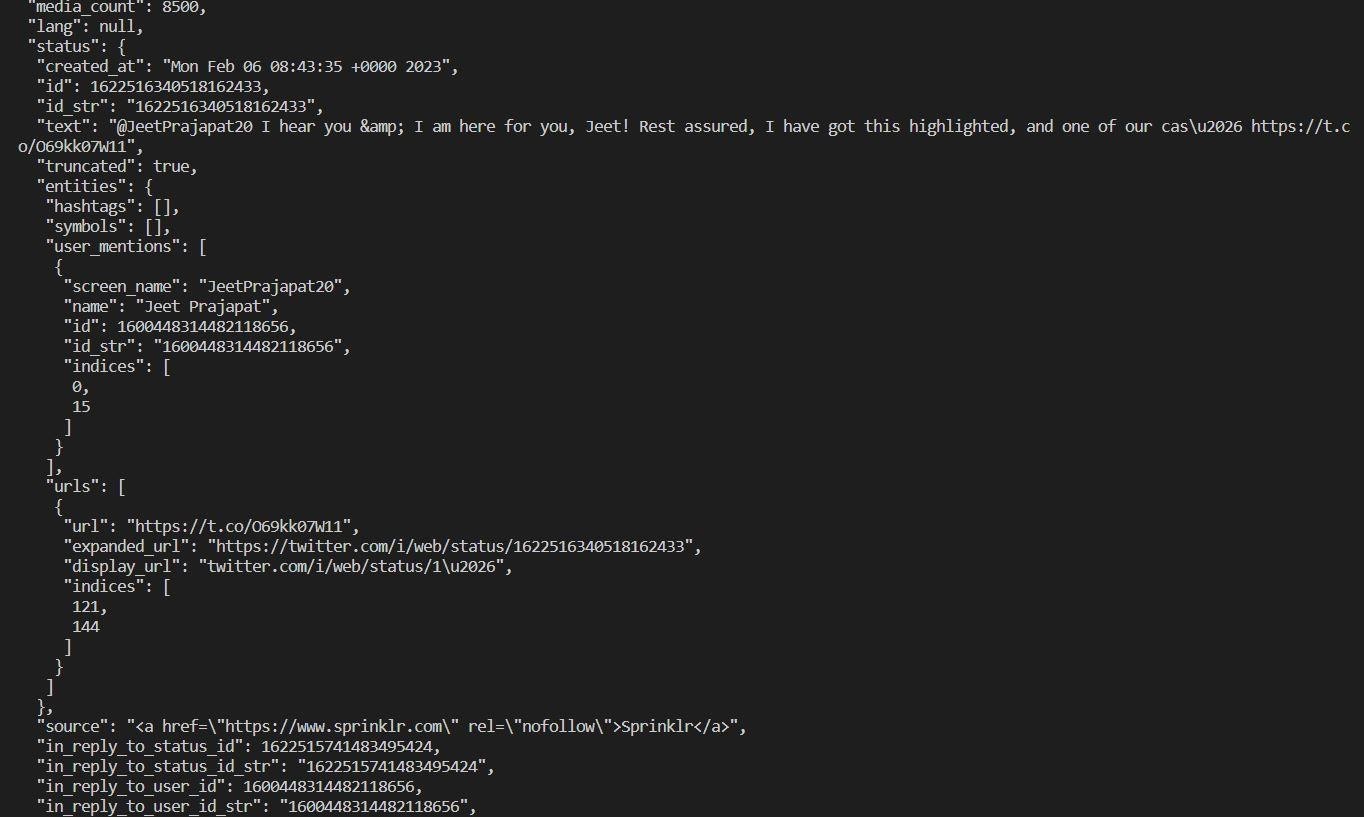 "media_count": 8500,
"lang": null,
"status": {
"created_at": "Mon Feb 06 08:43:35 +0000 2023",
"id": 1622516340518162433,
"id_str": "1622516340518162433",
"text": "@JeetPrajapat20 I hear you &amp; I am here for you, Jeet! Rest assured, I have got this highlighted, and one of our cas\u2026 https://t.c
o/O69kk07W11",
"truncated": true,
"entities": {
"hashtags": [],
"symbols": [],
"user_mentions": [
{
"screen_name": "JeetPrajapat20",
"name": "Jeet Prajapat",
"id": 1600448314482118656,
"id_str": "1600448314482118656",
"indices": [
0,
15
]
}
],
"urls": [
{
"url": "https://t.co/O69kk07W11",
"expanded_url": "https://twitter.com/i/web/status/1622516340518162433",
"display_url": "twitter.com/i/web/status/1\u2026",
"indices": [
121,
144
]
}
]
},
"source": "<a href=\"https://www.sprinklr.com\" rel=\"nofollow\">Sprinklr</a>",
"in_reply_to_status_id": 1622515741483495424,
"in_reply_to_status_id_str": "1622515741483495424",
"in_reply_to_user_id": 1600448314482118656,
"in_reply_to_user_id_str": "1600448314482118656",